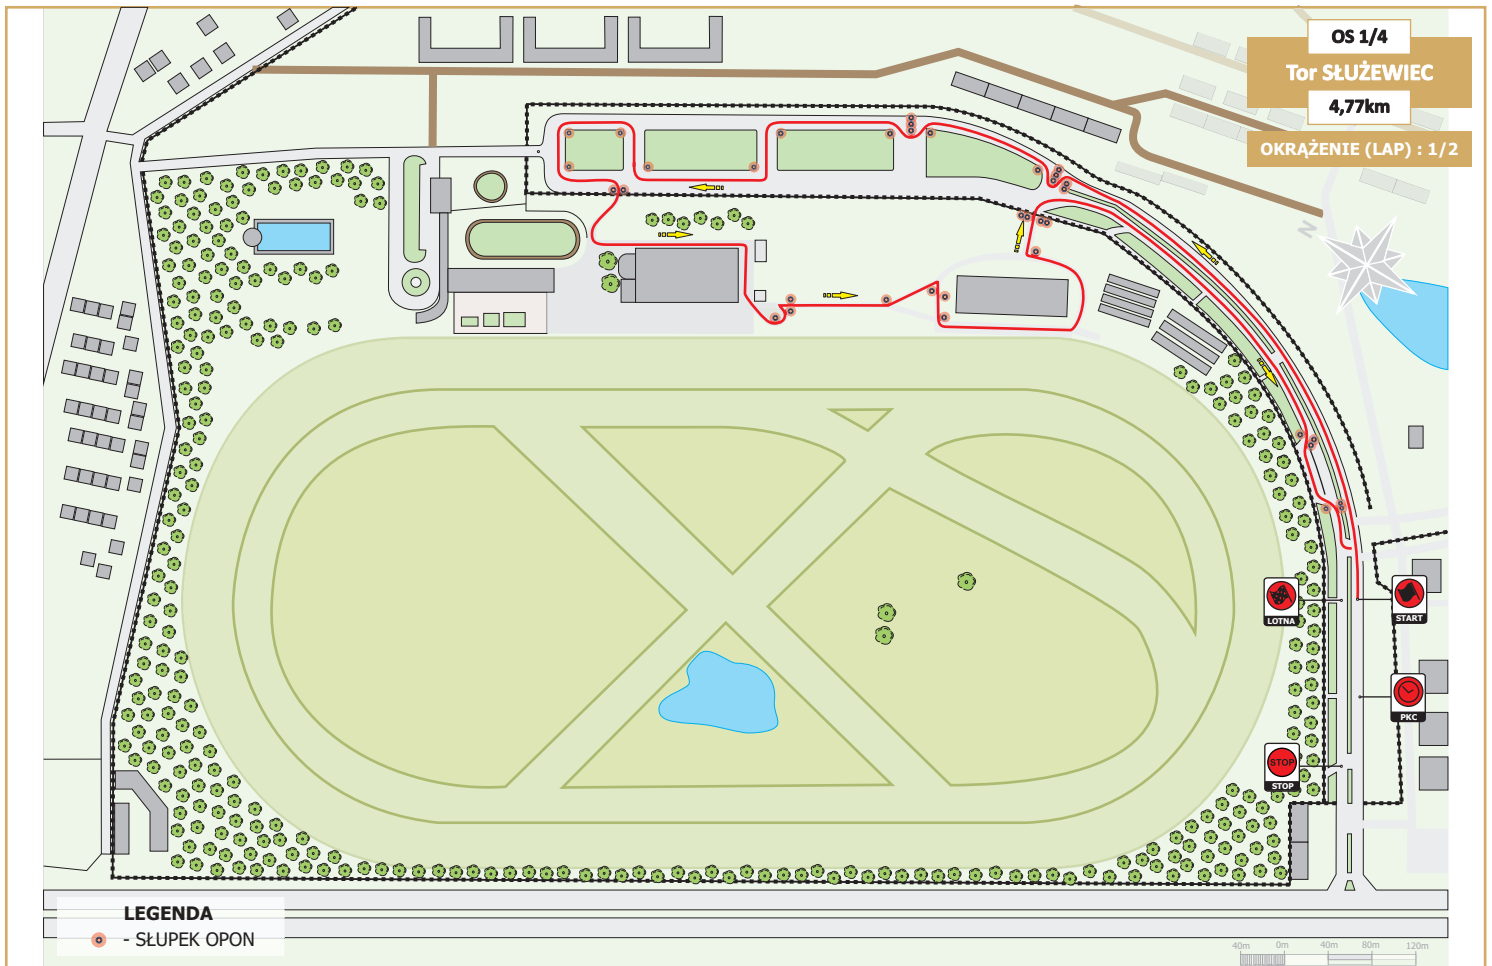 OS 1/4
Tor SŁUŻEWIEC
4,77km
OKRĄŻENIE (LAP) : 1/2
N
LOTNA
START
PKC
STOP
STOP
LEGENDA
- SŁUPEK OPON
40m 0m 40m 80m 120m